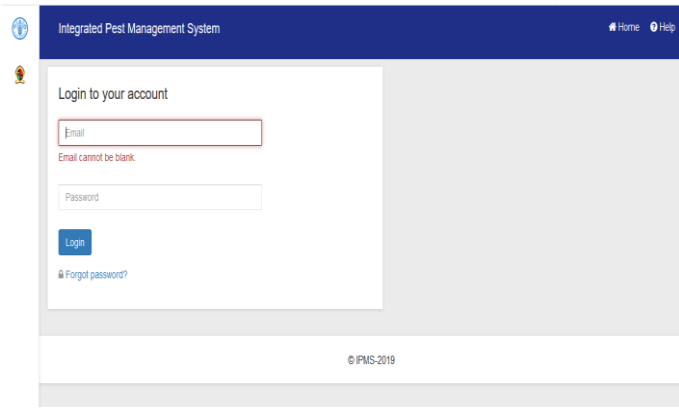 Integrated Pest Management System
Home Help
Login to your account
Email
Email cannot be blank.
Password
Login
Forgot password?
© IPMS-2019